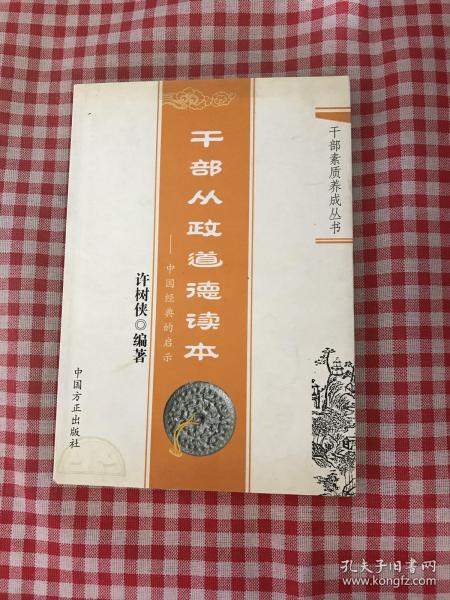 干部素质养成丛书
干部从政道德读本
——中国经典的启示
许树侠◎编著
中国方正出版社
孔夫子旧书网
www.kongfz.com